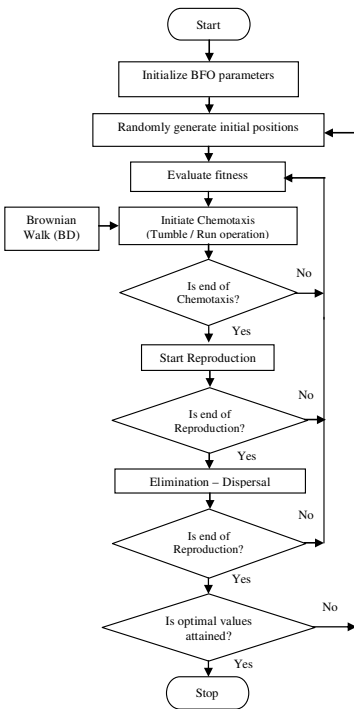 Start
Initialize BFO parameters
Randomly generate initial positions
Evaluate fitness
Brownian
Walk (BD)
Initiate Chemotaxis
(Tumble / Run operation)
Is end of
Chemotaxis?
No
Yes
Start Reproduction
Is end of
Reproduction?
No
Yes
Elimination – Dispersal
Is end of
Reproduction?
No
Yes
Is optimal values
attained?
No
Yes
Stop